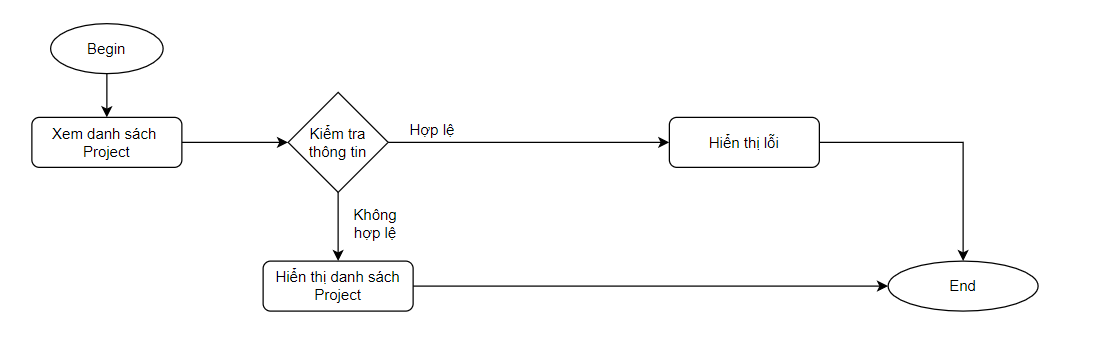 Begin
Xem danh sách
Project
Kiểm tra
thông tin
Hợp lệ
Hiển thị lỗi
Không
hợp lệ
Hiển thị danh sách
Project
End